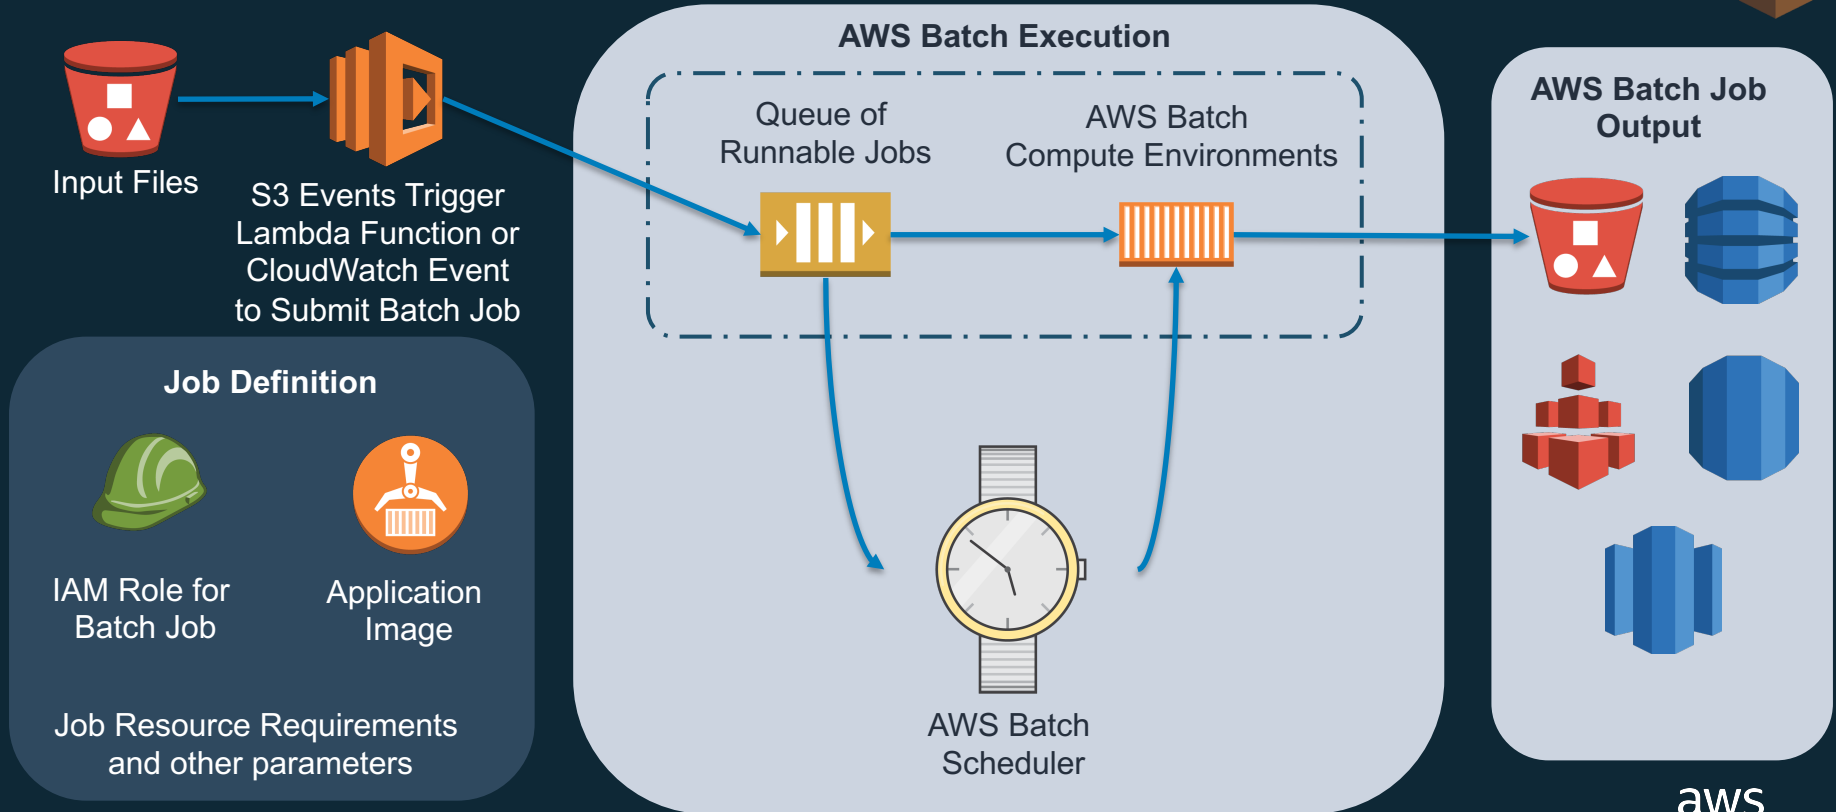 Input Files
S3 Events Trigger
Lambda Function or
CloudWatch Event
to Submit Batch Job
Job Definition
IAM Role for
Batch Job
Application
Image
Job Resource Requirements
and other parameters
AWS Batch Execution
Queue of
Runnable Jobs
AWS Batch
Compute Environments
AWS Batch
Scheduler
AWS Batch Job
Output
aws